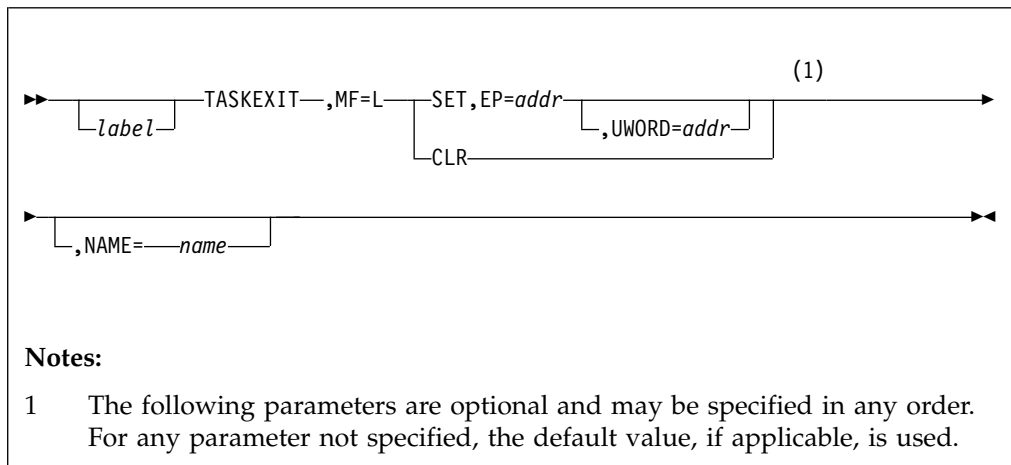 (1)
TASKEXIT ,MF=L SET,EP=addr
label ,UWORD=addr
CLR
,NAME= name
Notes:
1 The following parameters are optional and may be specified in any order.
For any parameter not specified, the default value, if applicable, is used.